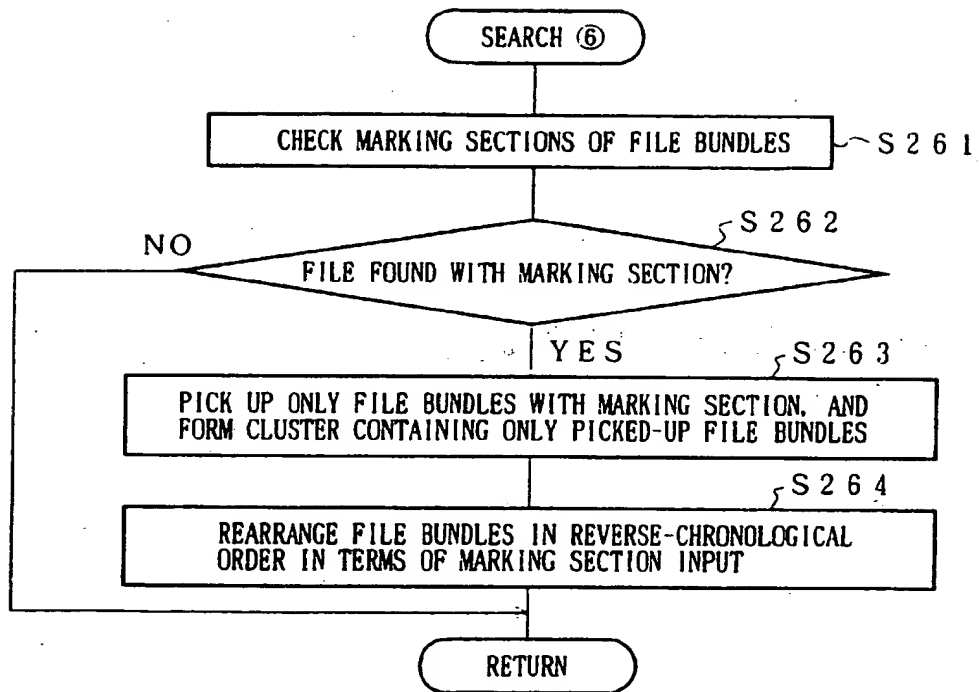 SEARCH ⑥
CHECK MARKING SECTIONS OF FILE BUNDLES
S261
S262
NO
FILE FOUND WITH MARKING SECTION?
YES
S263
PICK UP ONLY FILE BUNDLES WITH MARKING SECTION, AND
FORM CLUSTER CONTAINING ONLY PICKED-UP FILE BUNDLES
S264
REARRANGE FILE BUNDLES IN REVERSE-CHRONOLOGICAL
ORDER IN TERMS OF MARKING SECTION INPUT
RETURN